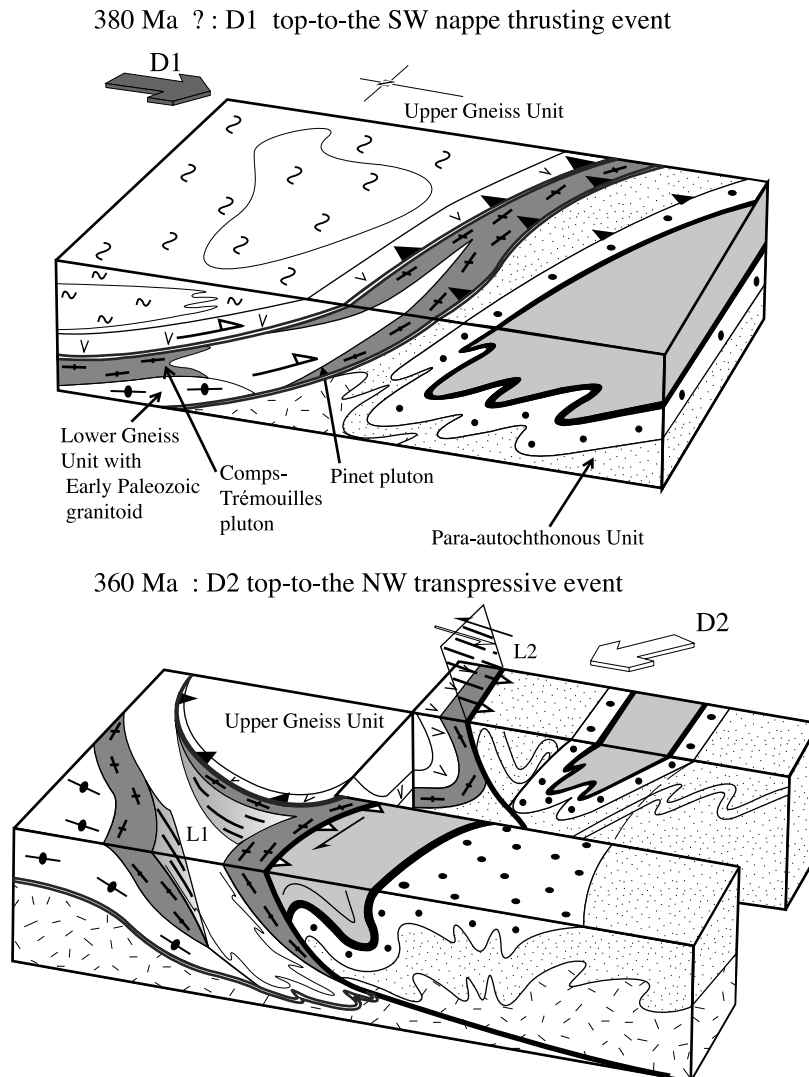 380 Ma  ? : D1  top-to-the SW nappe thrusting event
D1
Upper Gneiss Unit
Lower Gneiss
Unit with
Early Paleozoic
granitoid
Comps-
Trémouilles
pluton
Pinet pluton
Para-autochthonous Unit
360 Ma  : D2 top-to-the NW transpressive event
D2
L2
Upper Gneiss Unit
L1